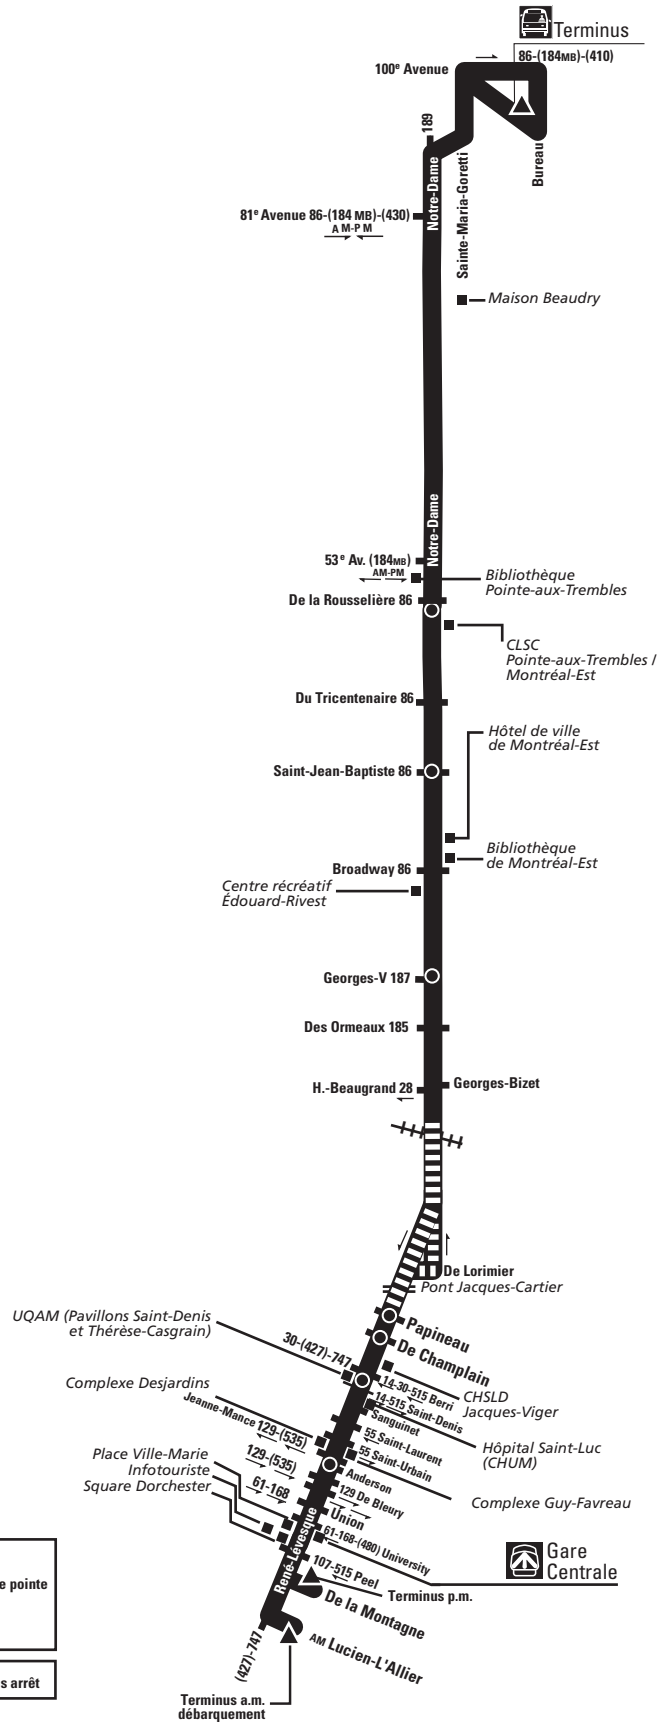 Terminus
86-(184MB)-(410)
100e Avenue
189
Notre-Dame
Sainte-Maria-Goretti
Bureau
81e Avenue 86-(184 MB)-(430)
A M-P M
Maison Beaudry
Notre-Dame
53e Av. (184MB)
AM-PM
Bibliothèque
Pointe-aux-Trembles
De la Rousselière 86
CLSC
Pointe-aux-Trembles /
Montréal-Est
Du Tricentenaire 86
Hôtel de ville
de Montréal-Est
Saint-Jean-Baptiste 86
Bibliothèque
de Montréal-Est
Broadway 86
Centre récréatif
Édouard-Rivest
Georges-V 187
Des Ormeaux 185
H.-Beaugrand 28
Georges-Bizet
De Lorimier
Pont Jacques-Cartier
UQAM (Pavillons Saint-Denis
et Thérèse-Casgrain)
Papineau
De Champlain
30-(427)-747
14-30-515 Berri
CHSLD
Jacques-Viger
Complexe Desjardins
14-515 Saint-Denis
Jeanne-Mance 129-(535)
Sanguinet
Hôpital Saint-Luc
(CHUM)
55 Saint-Laurent
129-(535)
55 Saint-Urbain
Place Ville-Marie
Infotouriste
Square Dorchester
61-168
Anderson
Complexe Guy-Favreau
129 De Bleury
Union
61-168-(480) University
René-Lévesque
Gare
Centrale
e pointe
107-515 Peel
Terminus p.m.
De la Montagne
(427)-747
AM Lucien-L'Allier
s arrêt
Terminus a.m.
débarquement